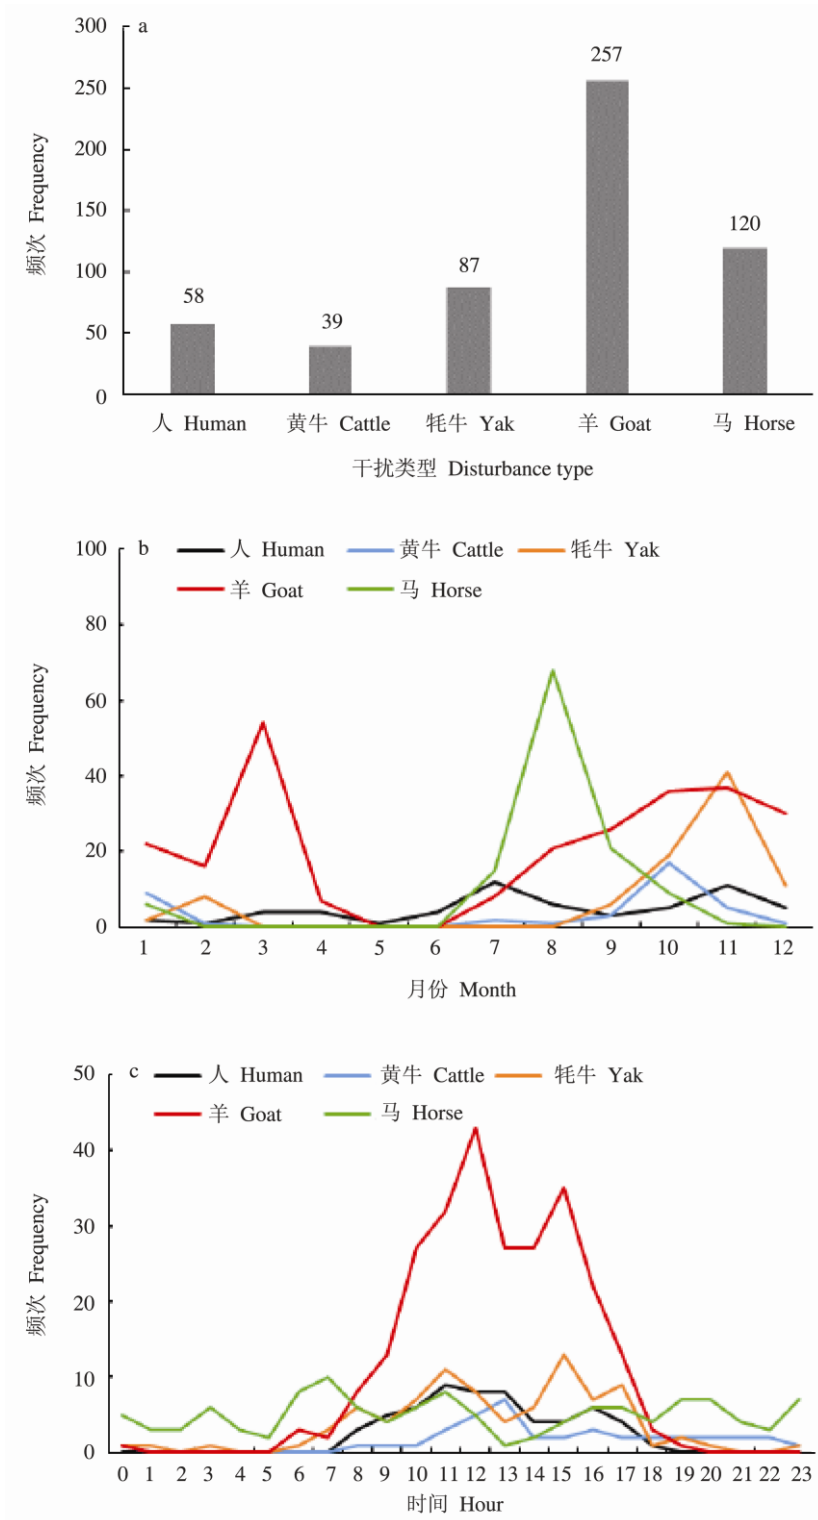 a
频次 Frequency
300
250
200
150
100
50
0
58
39
87
257
120
人 Human
黄牛 Cattle
牦牛 Yak
羊 Goat
马 Horse
干扰类型 Disturbance type
b
人 Human
黄牛 Cattle
牦牛 Yak
羊 Goat
马 Horse
频次 Frequency
100
80
60
40
20
0
1 2 3 4 5 6 7 8 9 10 11 12
月份 Month
c
人 Human
黄牛 Cattle
牦牛 Yak
羊 Goat
马 Horse
频次 Frequency
50
40
30
20
10
0
0 1 2 3 4 5 6 7 8 9 10 11 12 13 14 15 16 17 18 19 20 21 22 23
时间 Hour